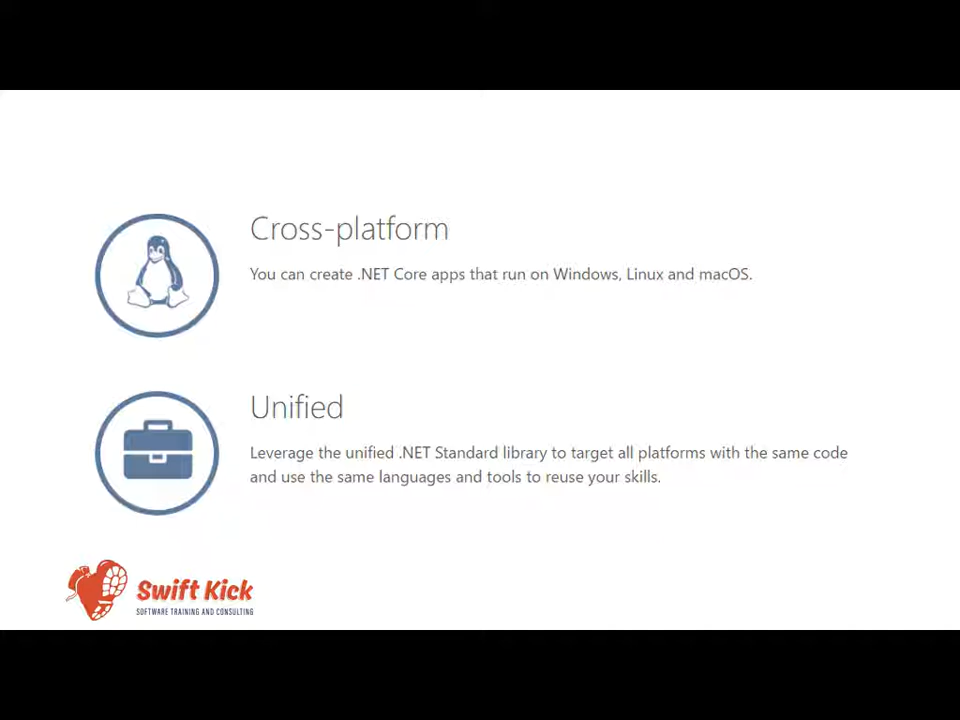 Cross-platform
You can create .NET Core apps that run on Windows, Linux and macOS.
Unified
Leverage the unified .NET Standard library to target all platforms with the same code
and use the same languages and tools to reuse your skills.
Swift Kick
SOFTWARE TRAINING AND CONSULTING